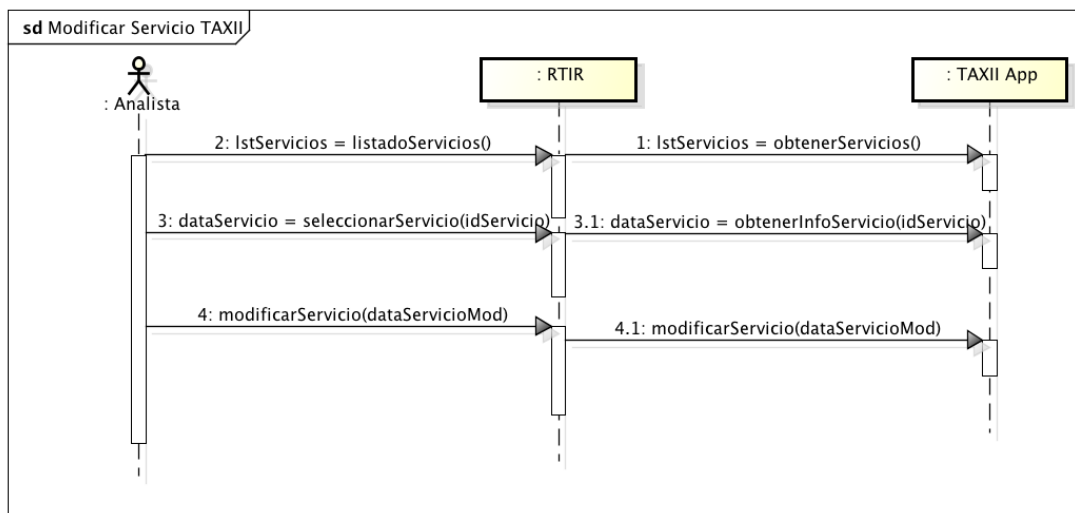 sd Modificar Servicio TAXII
: Analista
: RTIR
: TAXII App
2: lstServicios = listadoServicios()
1: lstServicios = obtenerServicios()
3: dataServicio = seleccionarServicio(idServicio)
3.1: dataServicio = obtenerInfoServicio(idServicio)
4: modificarServicio(dataServicioMod)
4.1: modificarServicio(dataServicioMod)